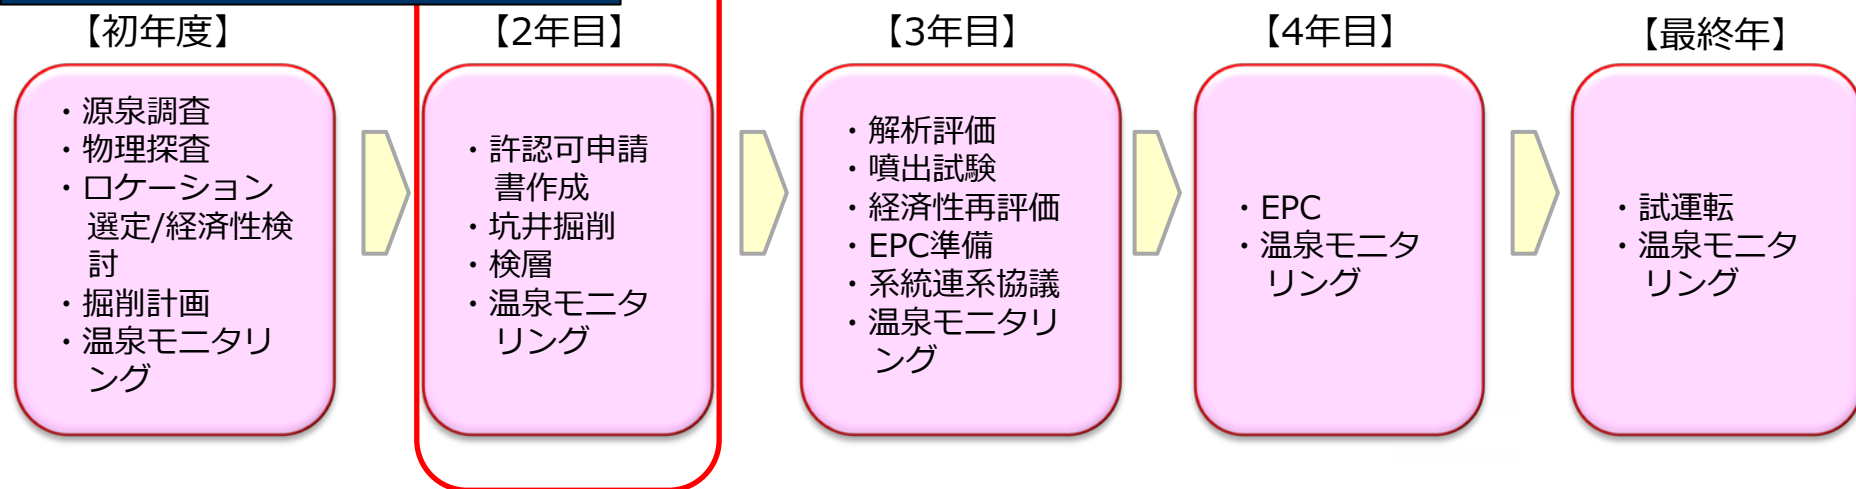 【初年度】
・源泉調査
・物理探査
・ロケーション
選定/経済性検
討
・掘削計画
・温泉モニタリ
ング
【2年目】
・許認可申請
書作成
・坑井掘削
・検層
・温泉モニタ
リング
【3年目】
・解析評価
・噴出試験
・経済性再評価
・EPC準備
・系統連系協議
・温泉モニタリ
ング
【4年目】
・EPC
・温泉モニタ
リング
【最終年】
・試運転
・温泉モニタ
リング